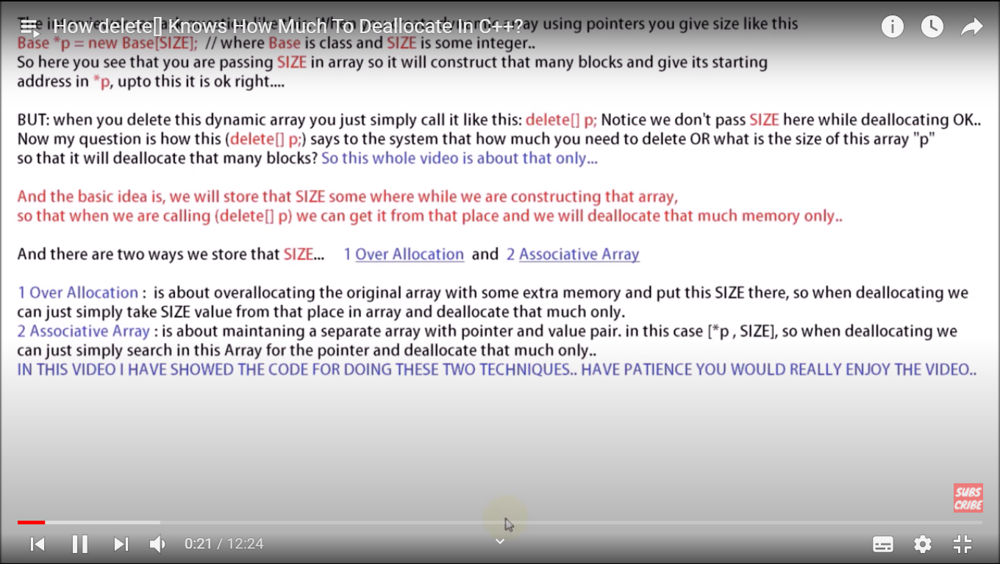 How delete[] Knows How Much To Deallocate In C++?
The using pointers you give size like this
Base *p = new Base[SIZE]; // where Base is class and SIZE is some integer..
So here you see that you are passing SIZE in array so it will construct that many blocks and give its starting
address in *p, upto this it is ok right....
BUT: when you delete this dynamic array you just simply call it like this: delete[] p; Notice we don't pass SIZE here while deallocating OK..
Now my question is how this (delete[] p;) says to the system that how much you need to delete OR what is the size of this array "p"
so that it will deallocate that many blocks? So this whole video is about that only...
And the basic idea is, we will store that SIZE some where while we are constructing that array,
so that when we are calling (delete[] p) we can get it from that place and we will deallocate that much memory only..
And there are two ways we store that SIZE... 1 Over Allocation and 2 Associative Array
1 Over Allocation : is about overallocating the original array with some extra memory and put this SIZE there, so when deallocating we
can just simply take SIZE value from that place in array and deallocate that much only.
2 Associative Array : is about maintaning a separate array with pointer and value pair. in this case [*p , SIZE], so when deallocating we
can just simply search in this Array for the pointer and deallocate that much only..
IN THIS VIDEO I HAVE SHOWED THE CODE FOR DOING THESE TWO TECHNIQUES.. HAVE PATIENCE YOU WOULD REALLY ENJOY THE VIDEO..
SUBS
CRIBE
0:21 / 12:24